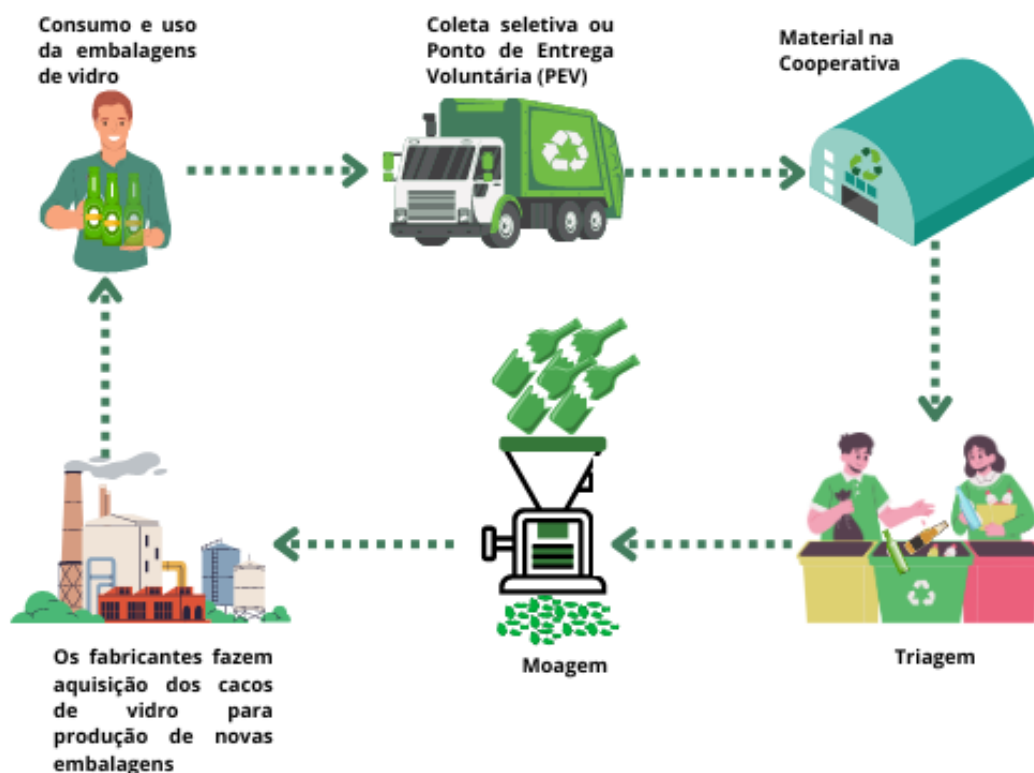 Consumo e uso
da embalagens
de vidro
Coleta seletiva ou
Ponto de Entrega
Voluntária (PEV)
Material na
Cooperativa
Triagem
Moagem
Os fabricantes fazem
aquisição dos cacos
de vidro para
produção de novas
embalagens